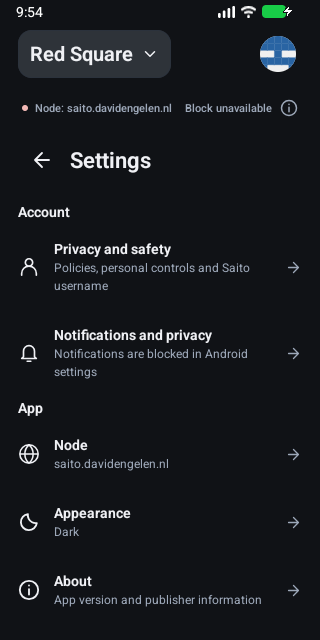 9:54
Red Square
Node: saito.davidengelen.nl Block unavailable
Settings
Account
Privacy and safety
Policies, personal controls and Saito
username
Notifications and privacy
Notifications are blocked in Android
settings
App
Node
saito.davidengelen.nl
Appearance
Dark
About
App version and publisher information